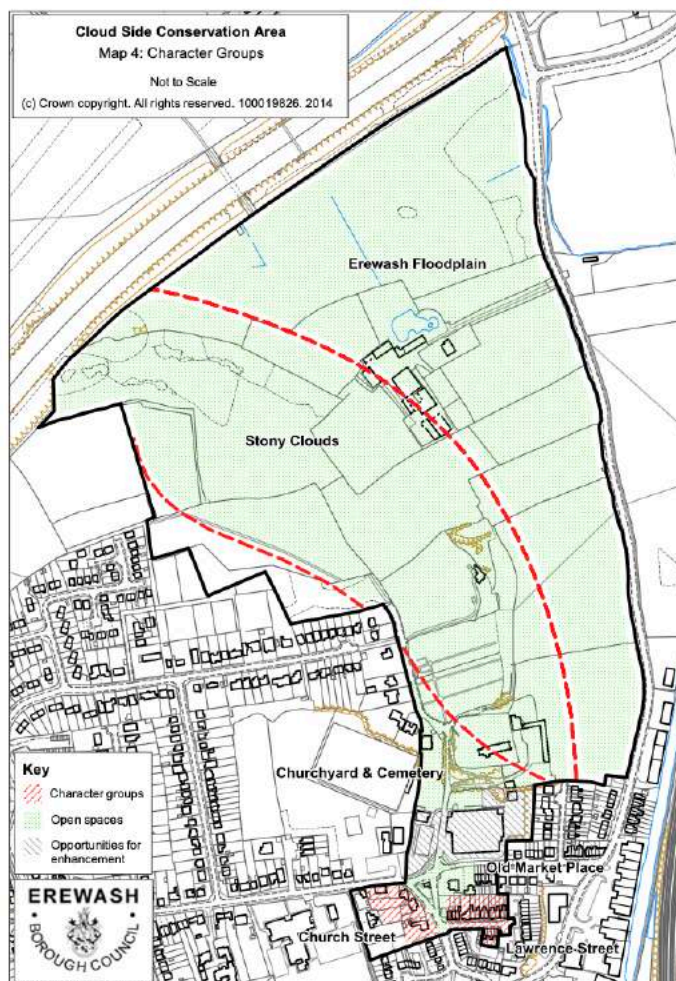 Cloud Side Conservation Area
Map 4: Character Groups
Not to Scale
(c) Crown copyright. All rights reserved. 100019826. 2014
Erewash Floodplain
Stony Clouds
Churchyard & Cemetery
Old Market Place
Church Street
Lawrence Street
Key
Character groups
Open spaces
Opportunities for
enhancement
EREWASH
BOROUGH COUNCIL